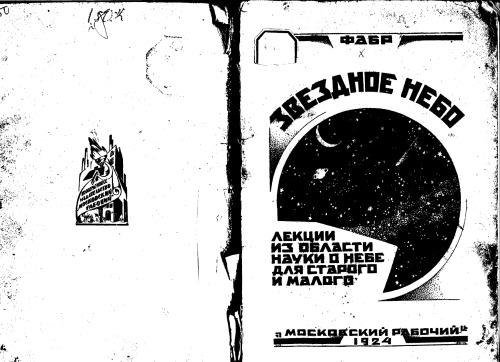 ФАБР
ЗВЕЗДНОЕ НЕБО
ЛЕКЦИИ
ИЗ ОБЛАСТИ
НАУКИ О НЕБЕ
ДЛЯ СТАРОГО
И МАЛОГО
„МОСКОВСКИЙ РАБОЧИЙ"
1924